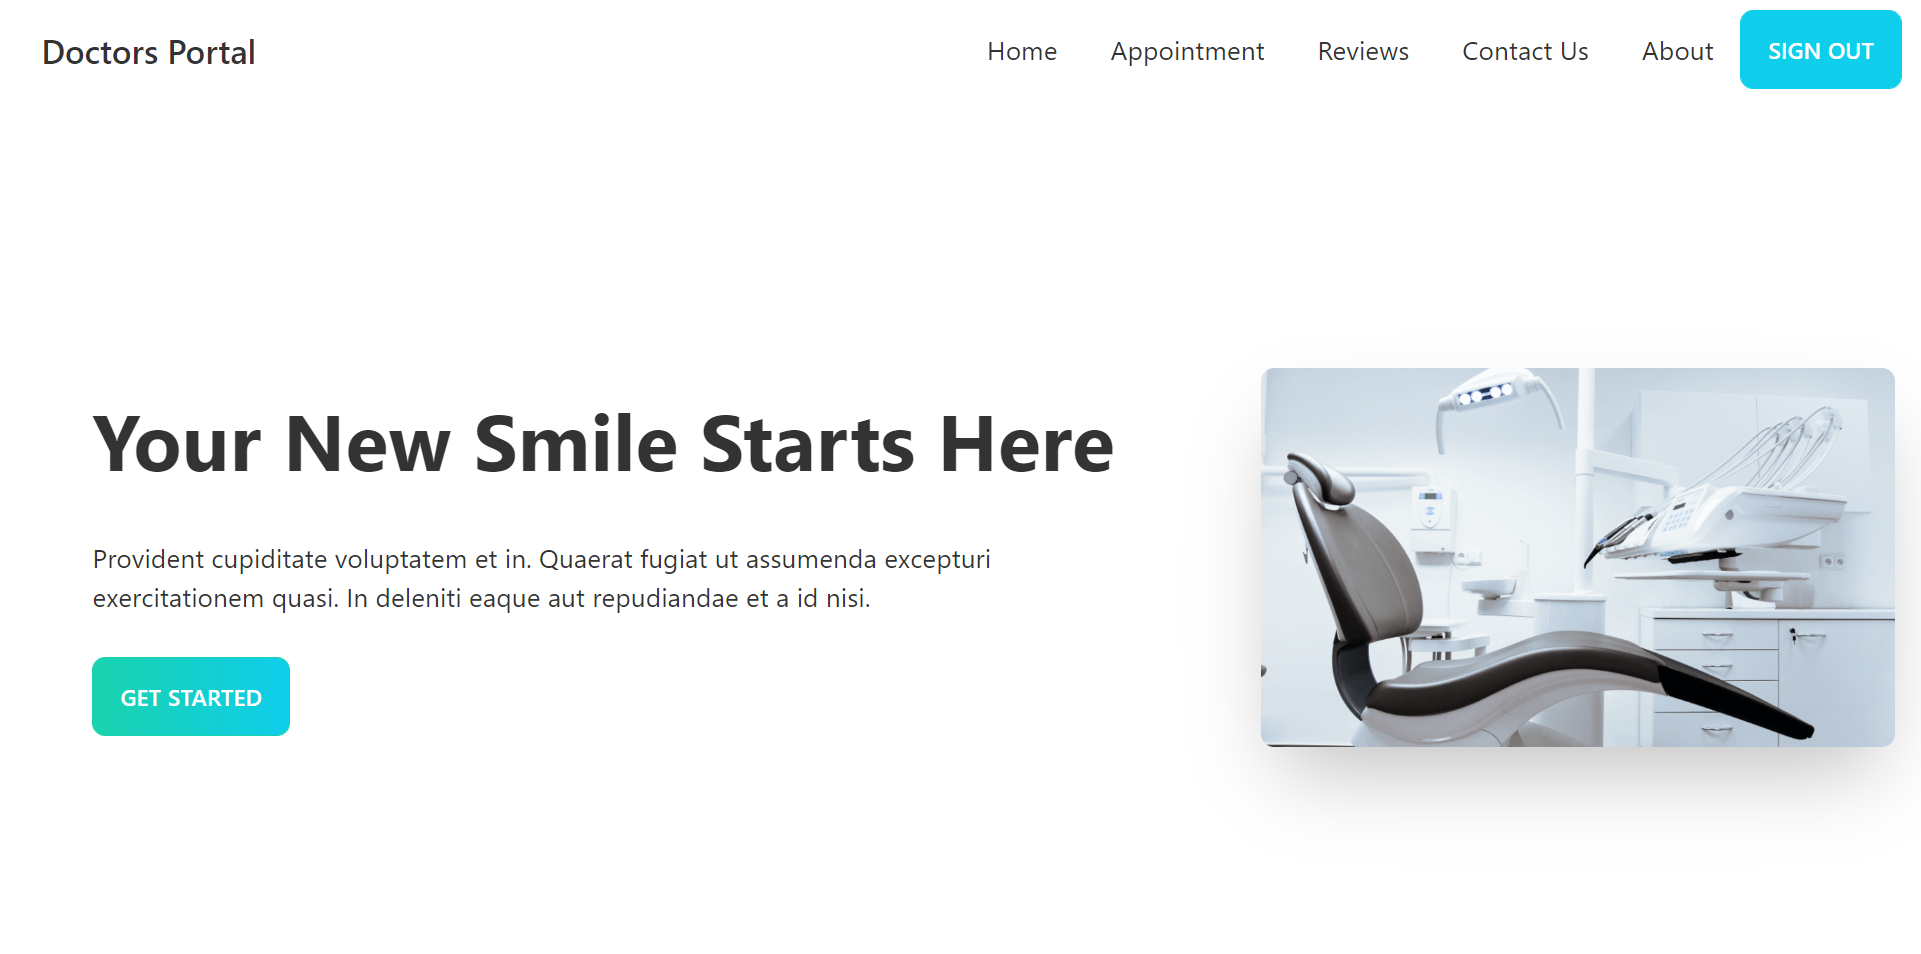 Doctors Portal
Home Appointment Reviews Contact Us About SIGN OUT
Your New Smile Starts Here
Provident cupiditate voluptatem et in. Quaerat fugiat ut assumenda excepturi
exercitationem quasi. In deleniti eaque aut repudiandae et a id nisi.
GET STARTED